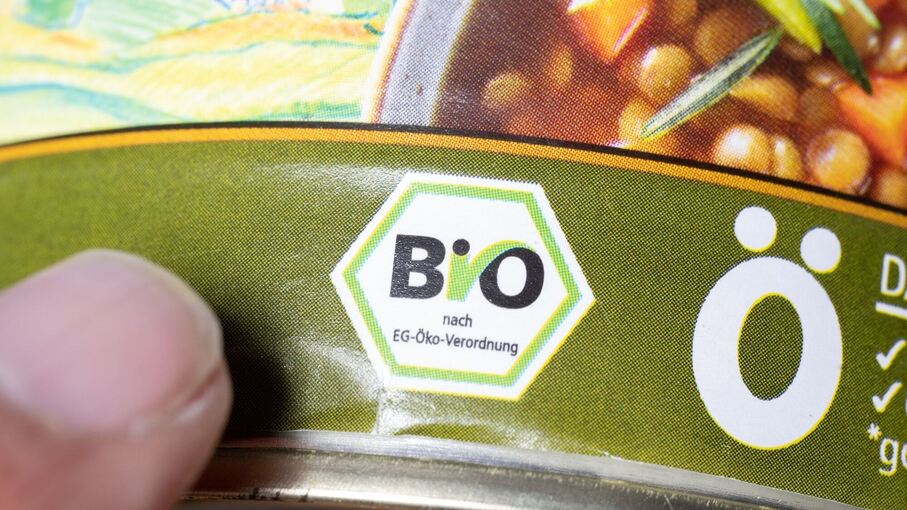 BiO
nach
EG-Öko-Verordnung
Ö
✓
✓